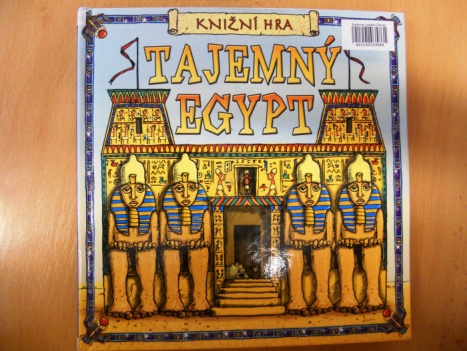 KNIŽNÍ HRA
TAJEMNÝ
EGYPT